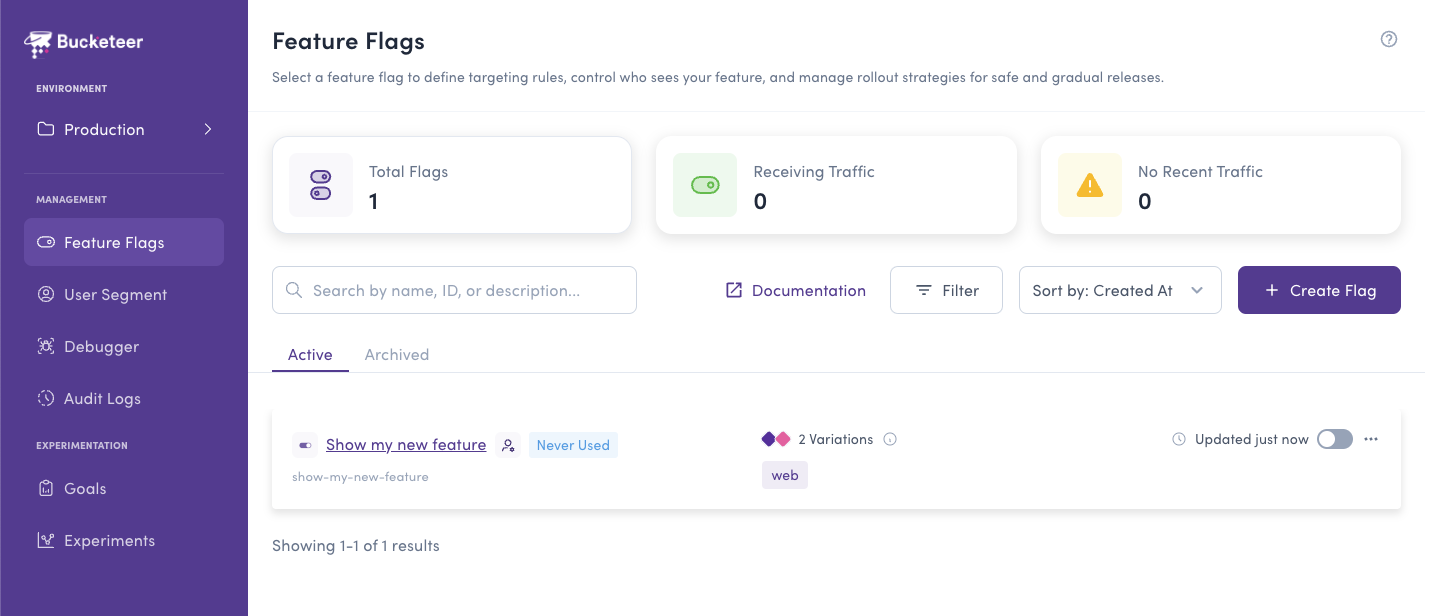 Bucketeer
ENVIRONMENT
Production
MANAGEMENT
Feature Flags
User Segment
Debugger
Audit Logs
EXPERIMENTATION
Goals
Experiments
Feature Flags
Select a feature flag to define targeting rules, control who sees your feature, and manage rollout strategies for safe and gradual releases.
Total Flags
1
Receiving Traffic
0
No Recent Traffic
0
Search by name, ID, or description...
Documentation
Filter
Sort by: Created At
Create Flag
Active
Archived
Show my new feature
Never Used
show-my-new-feature
2 Variations
web
Updated just now
Showing 1-1 of 1 results